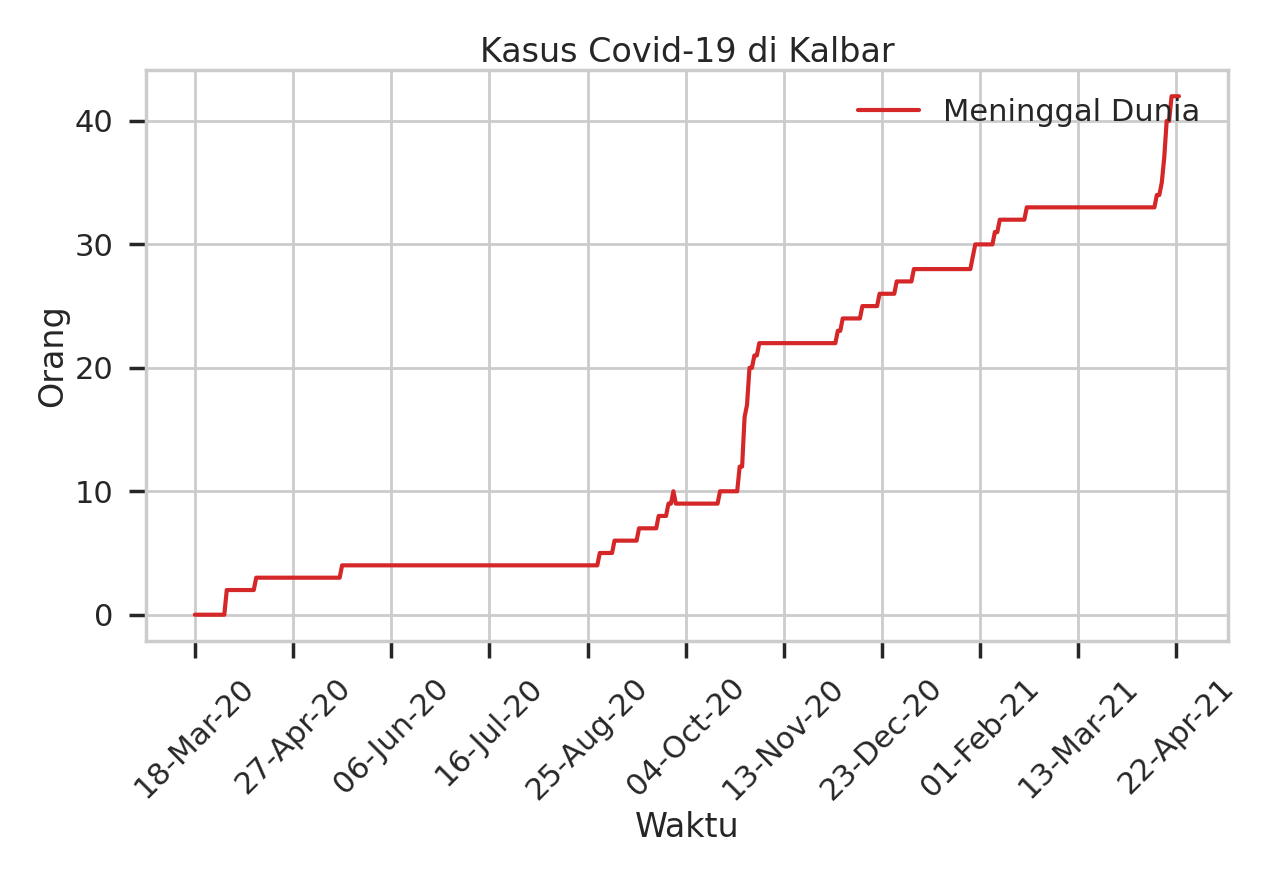 Kasus Covid-19 di Kalbar
Meninggal Dunia
Orang
40
30
20
10
0
18-Mar-20
27-Apr-20
06-Jun-20
16-Jul-20
25-Aug-20
04-Oct-20
13-Nov-20
23-Dec-20
01-Feb-21
13-Mar-21
22-Apr-21
Waktu